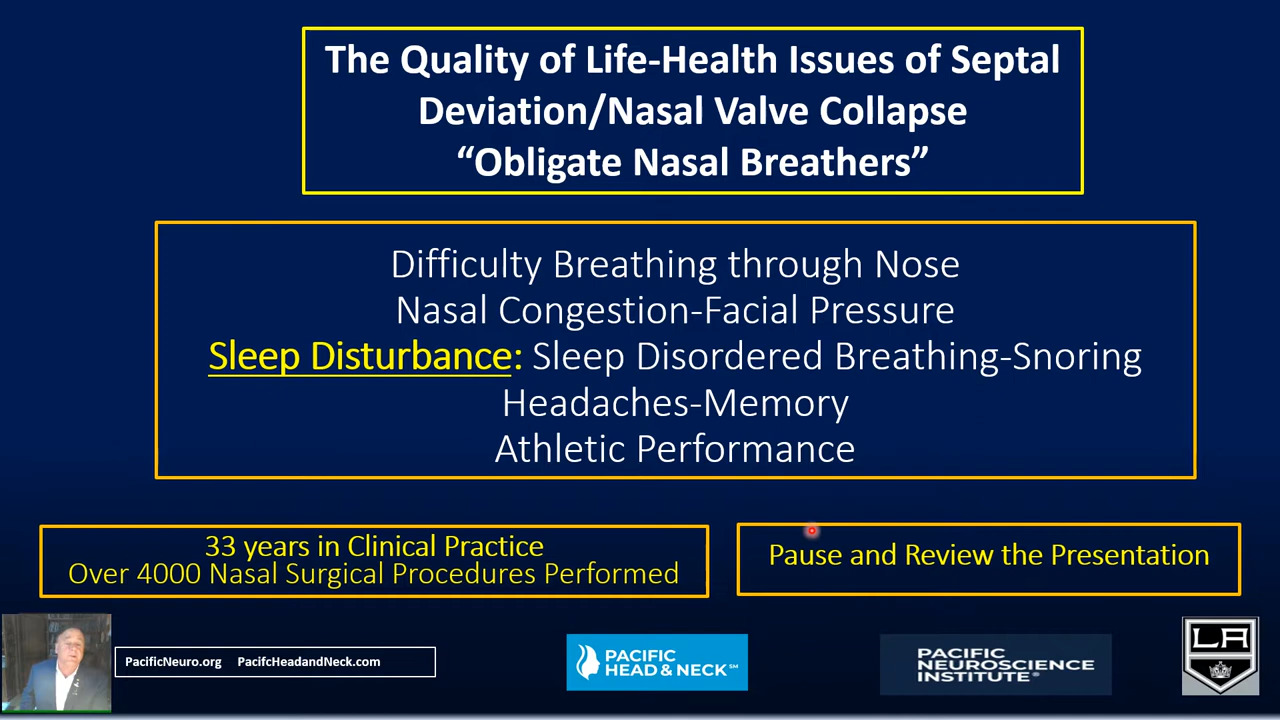 The Quality of Life-Health Issues of Septal
Deviation/Nasal Valve Collapse
“Obligate Nasal Breathers”
Difficulty Breathing through Nose
Nasal Congestion-Facial Pressure
Sleep Disturbance: Sleep Disordered Breathing-Snoring
Headaches-Memory
Athletic Performance
33 years in Clinical Practice
Over 4000 Nasal Surgical Procedures Performed
Pause and Review the Presentation
PacificNeuro.org PacifcHeadandNeck.com
PACIFIC
HEAD & NECK℠
PACIFIC
NEUROSCIENCE
INSTITUTE®
LA